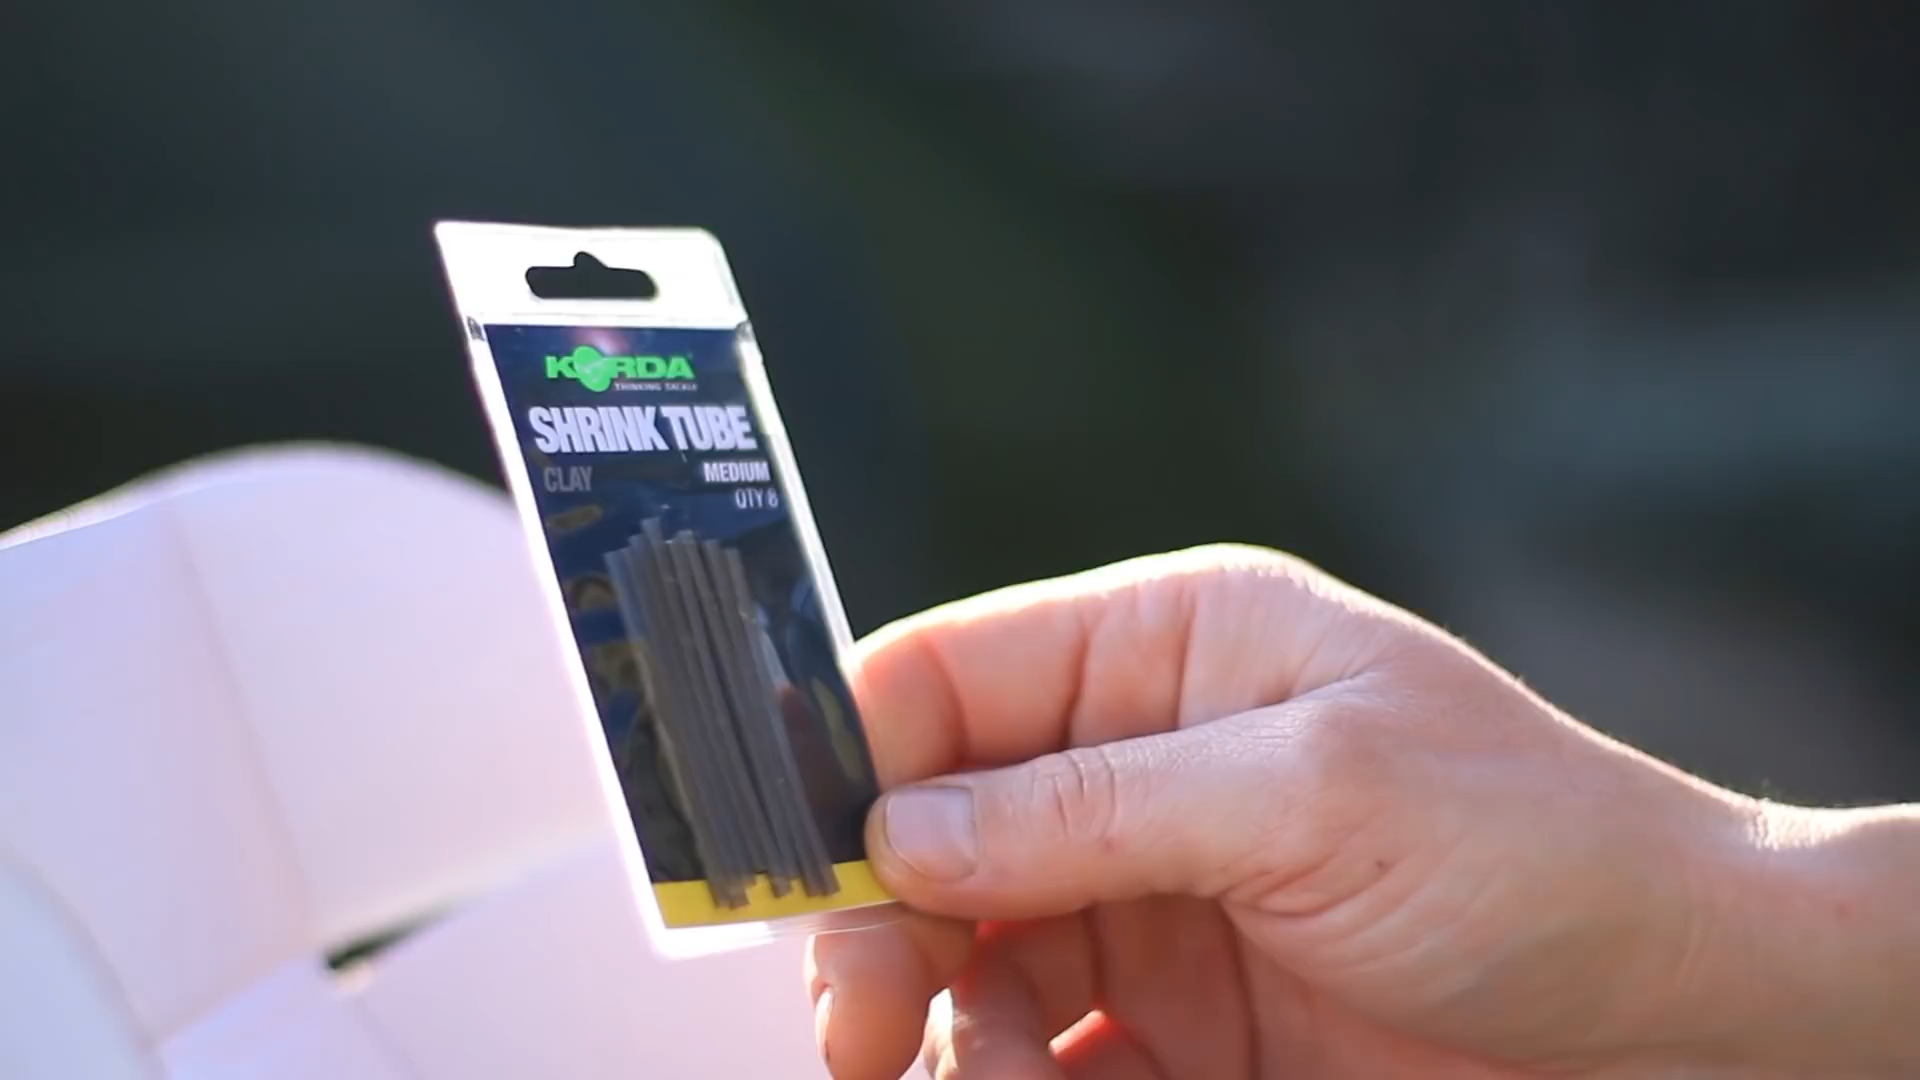 KORDA
THINKING TACKLE
SHRINK TUBE
CLAY
MEDIUM
QTY 8